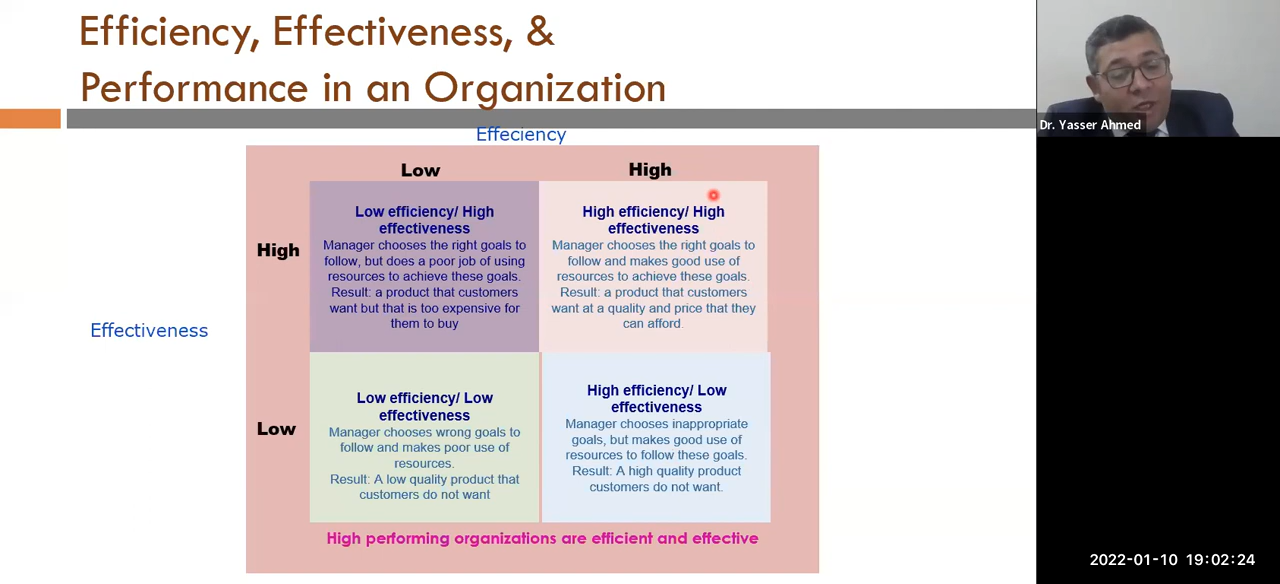 Efficiency, Effectiveness, &
Performance in an Organization
Dr. Yasser Ahmed
Effeciency
Low
High
High
Low efficiency/ High
effectiveness
Manager chooses the right goals to
follow, but does a poor job of using
resources to achieve these goals.
Result: a product that customers
want but that is too expensive for
them to buy
High efficiency/ High
effectiveness
Manager chooses the right goals to
follow and makes good use of
resources to achieve these goals.
Result: a product that customers
want at a quality and price that they
can afford.
Effectiveness
Low
Low efficiency/ Low
effectiveness
Manager chooses wrong goals to
follow and makes poor use of
resources.
Result: A low quality product that
customers do not want
High efficiency/ Low
effectiveness
Manager chooses inappropriate
goals, but makes good use of
resources to follow these goals.
Result: A high quality product
customers do not want.
High performing organizations are efficient and effective
2022-01-10 19:02:24